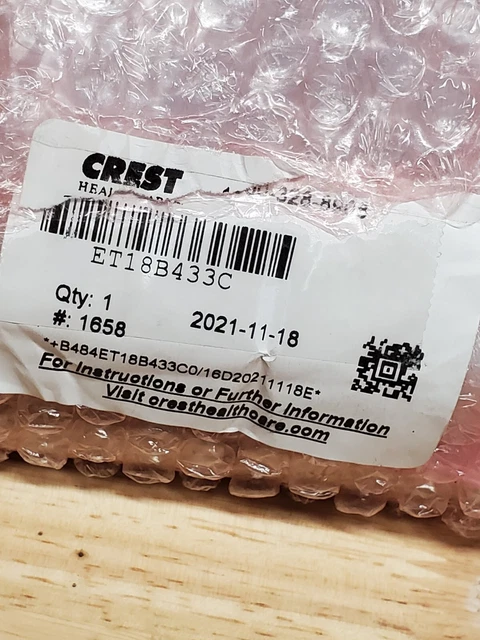 CREST
ET18B433C
Qty: 1
#: 1658
2021-11-18
*+B484ET18B433C0/16D20211118E*
For Instructions or Further Information
Visit cresthealthcare.com